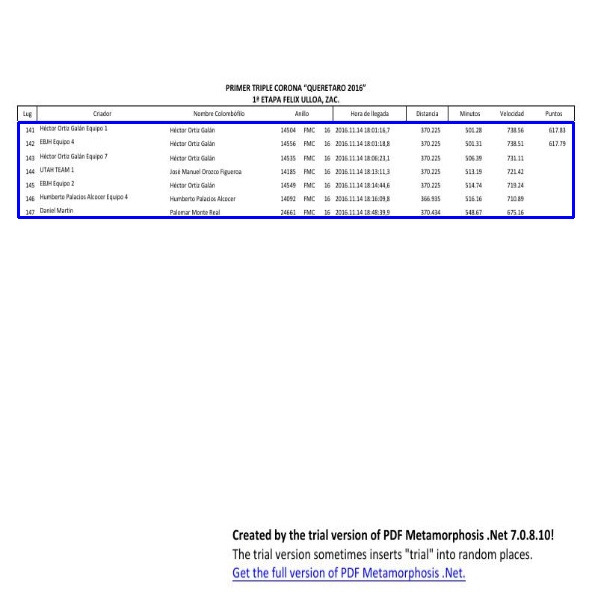 PRIMER TRIPLE CORONA "QUERETARO 2016"
1ª ETAPA FELIX ULLOA, ZAC.
Lug Criador Nombre Colombófilo Anillo Hora de llegada Distancia Minutos Velocidad Puntos
141 Héctor Ortiz Galán Equipo 1 Héctor Ortiz Galán 14504 FMC 16 2016.11.14 18:01:16,7 370.225 501.28 738.56 617.83
142 EBJH Equipo 4 Héctor Ortiz Galán 14556 FMC 16 2016.11.14 18:01:18,8 370.225 501.31 738.51 617.79
143 Héctor Ortiz Galán Equipo 7 Héctor Ortiz Galán 14535 FMC 16 2016.11.14 18:06:23,1 370.225 506.39 731.11
144 UTAH TEAM 1 José Manuel Orozco Figueroa 14185 FMC 16 2016.11.14 18:13:11,3 370.225 513.19 721.42
145 EBJH Equipo 2 Héctor Ortiz Galán 14549 FMC 16 2016.11.14 18:14:44,6 370.225 514.74 719.24
146 Humberto Palacios Alcocer Equipo 4 Humberto Palacios Alcocer 14092 FMC 16 2016.11.14 18:16:09,8 366.935 516.16 710.89
147 Daniel Martin Palomar Monte Real 24661 FMC 16 2016.11.14 18:48:39,9 370.434 548.67 675.16
Created by the trial version of PDF Metamorphosis .Net 7.0.8.10!
The trial version sometimes inserts "trial" into random places.
Get the full version of PDF Metamorphosis .Net.